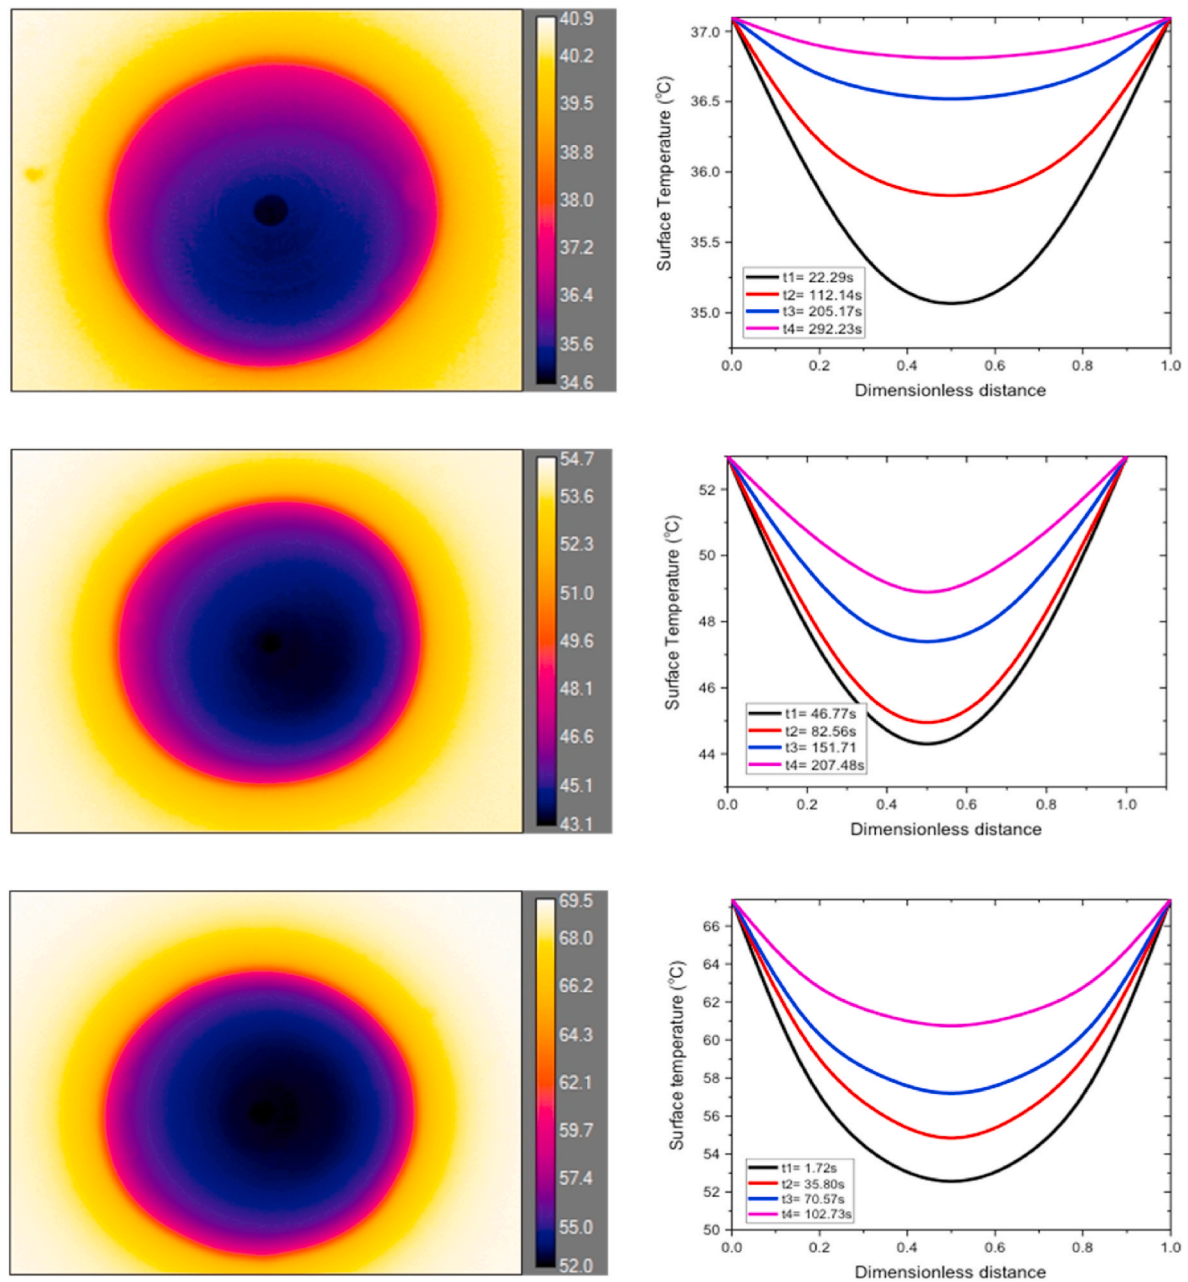 40.9
40.2
39.5
38.8
38.0
37.2
36.4
35.6
34.6
37.0
36.5
36.0
35.5
35.0
Surface Temperature (°C)
t1= 22.29s
t2= 112.14s
t3= 205.17s
t4= 292.23s
0.0 0.2 0.4 0.6 0.8 1.0
Dimensionless distance
54.7
53.6
52.3
51.0
49.6
48.1
46.6
45.1
43.1
52
50
48
46
44
Surface Temperature (°C)
t1= 46.77s
t2= 82.56s
t3= 151.71
t4= 207.48s
0.0 0.2 0.4 0.6 0.8 1.0
Dimensionless distance
69.5
68.0
66.2
64.3
62.1
59.7
57.4
55.0
52.0
66
64
62
60
58
56
54
52
50
Surface temperature (°C)
t1= 1.72s
t2= 35.80s
t3= 70.57s
t4= 102.73s
0.0 0.2 0.4 0.6 0.8 1.0
Dimensionless distance